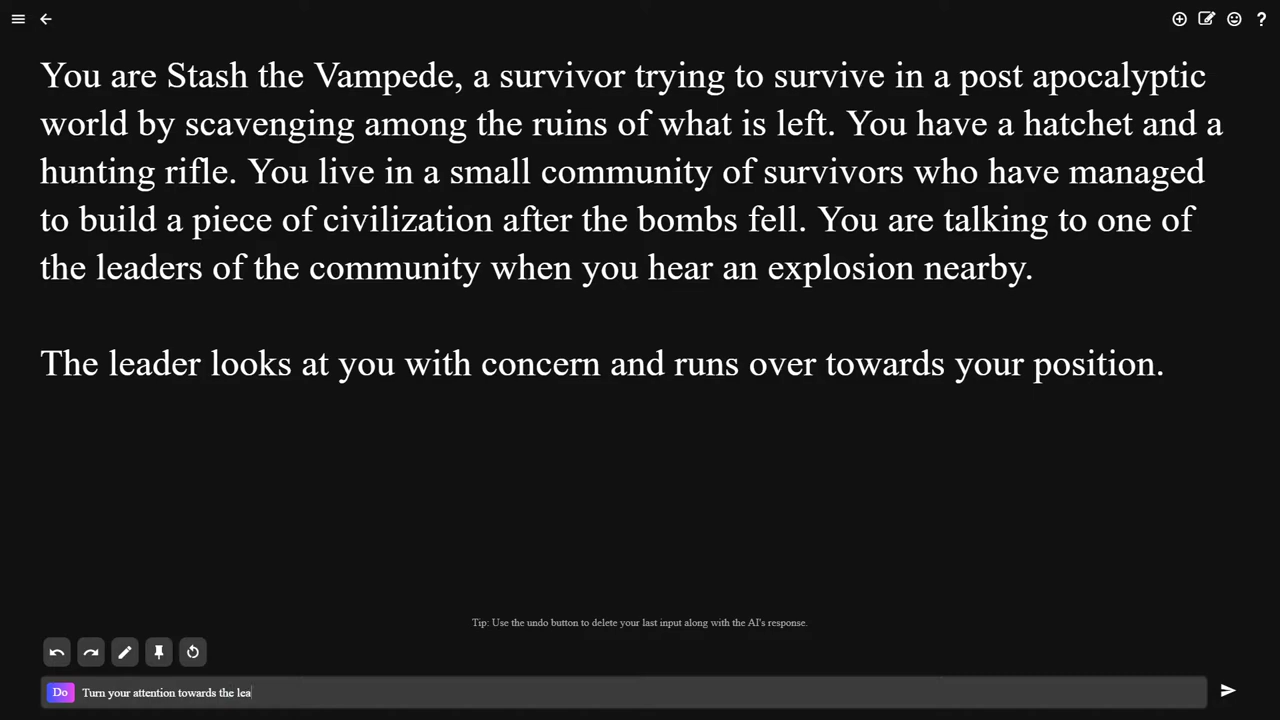 You are Stash the Vampede, a survivor trying to survive in a post apocalyptic
world by scavenging among the ruins of what is left. You have a hatchet and a
hunting rifle. You live in a small community of survivors who have managed
to build a piece of civilization after the bombs fell. You are talking to one of
the leaders of the community when you hear an explosion nearby.
The leader looks at you with concern and runs over towards your position.
Tip: Use the undo button to delete your last input along with the AI's response.
Do Turn your attention towards the lea